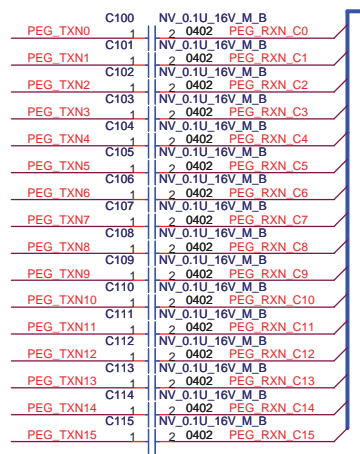 C100 NV_0.1U_16V_M_B
PEG_TXN0 1 2 0402 PEG_RXN_C0
C101 NV_0.1U_16V_M_B
PEG_TXN1 1 2 0402 PEG_RXN_C1
C102 NV_0.1U_16V_M_B
PEG_TXN2 1 2 0402 PEG_RXN_C2
C103 NV_0.1U_16V_M_B
PEG_TXN3 1 2 0402 PEG_RXN_C3
C104 NV_0.1U_16V_M_B
PEG_TXN4 1 2 0402 PEG_RXN_C4
C105 NV_0.1U_16V_M_B
PEG_TXN5 1 2 0402 PEG_RXN_C5
C106 NV_0.1U_16V_M_B
PEG_TXN6 1 2 0402 PEG_RXN_C6
C107 NV_0.1U_16V_M_B
PEG_TXN7 1 2 0402 PEG_RXN_C7
C108 NV_0.1U_16V_M_B
PEG_TXN8 1 2 0402 PEG_RXN_C8
C109 NV_0.1U_16V_M_B
PEG_TXN9 1 2 0402 PEG_RXN_C9
C110 NV_0.1U_16V_M_B
PEG_TXN10 1 2 0402 PEG_RXN_C10
C111 NV_0.1U_16V_M_B
PEG_TXN11 1 2 0402 PEG_RXN_C11
C112 NV_0.1U_16V_M_B
PEG_TXN12 1 2 0402 PEG_RXN_C12
C113 NV_0.1U_16V_M_B
PEG_TXN13 1 2 0402 PEG_RXN_C13
C114 NV_0.1U_16V_M_B
PEG_TXN14 1 2 0402 PEG_RXN_C14
C115 NV_0.1U_16V_M_B
PEG_TXN15 1 2 0402 PEG_RXN_C15